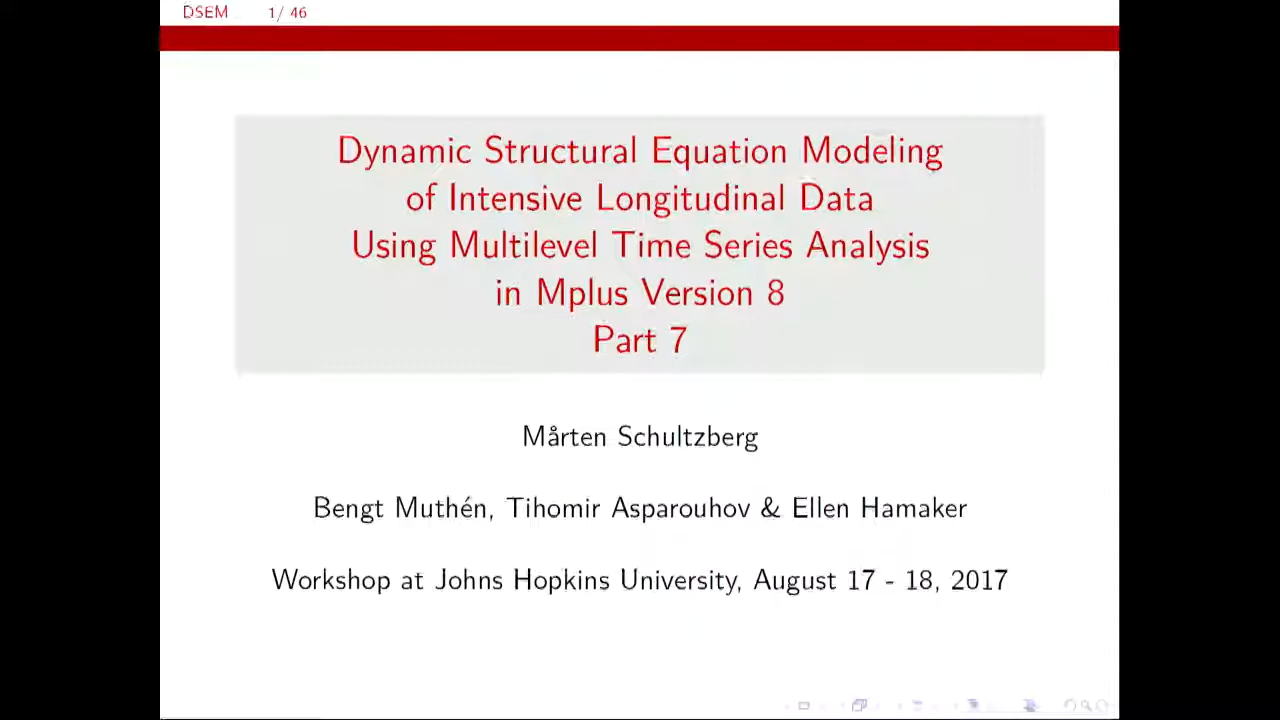 DSEM 1/ 46
Dynamic Structural Equation Modeling
of Intensive Longitudinal Data
Using Multilevel Time Series Analysis
in Mplus Version 8
Part 7
Mårten Schultzberg
Bengt Muthén, Tihomir Asparouhov & Ellen Hamaker
Workshop at Johns Hopkins University, August 17 - 18, 2017